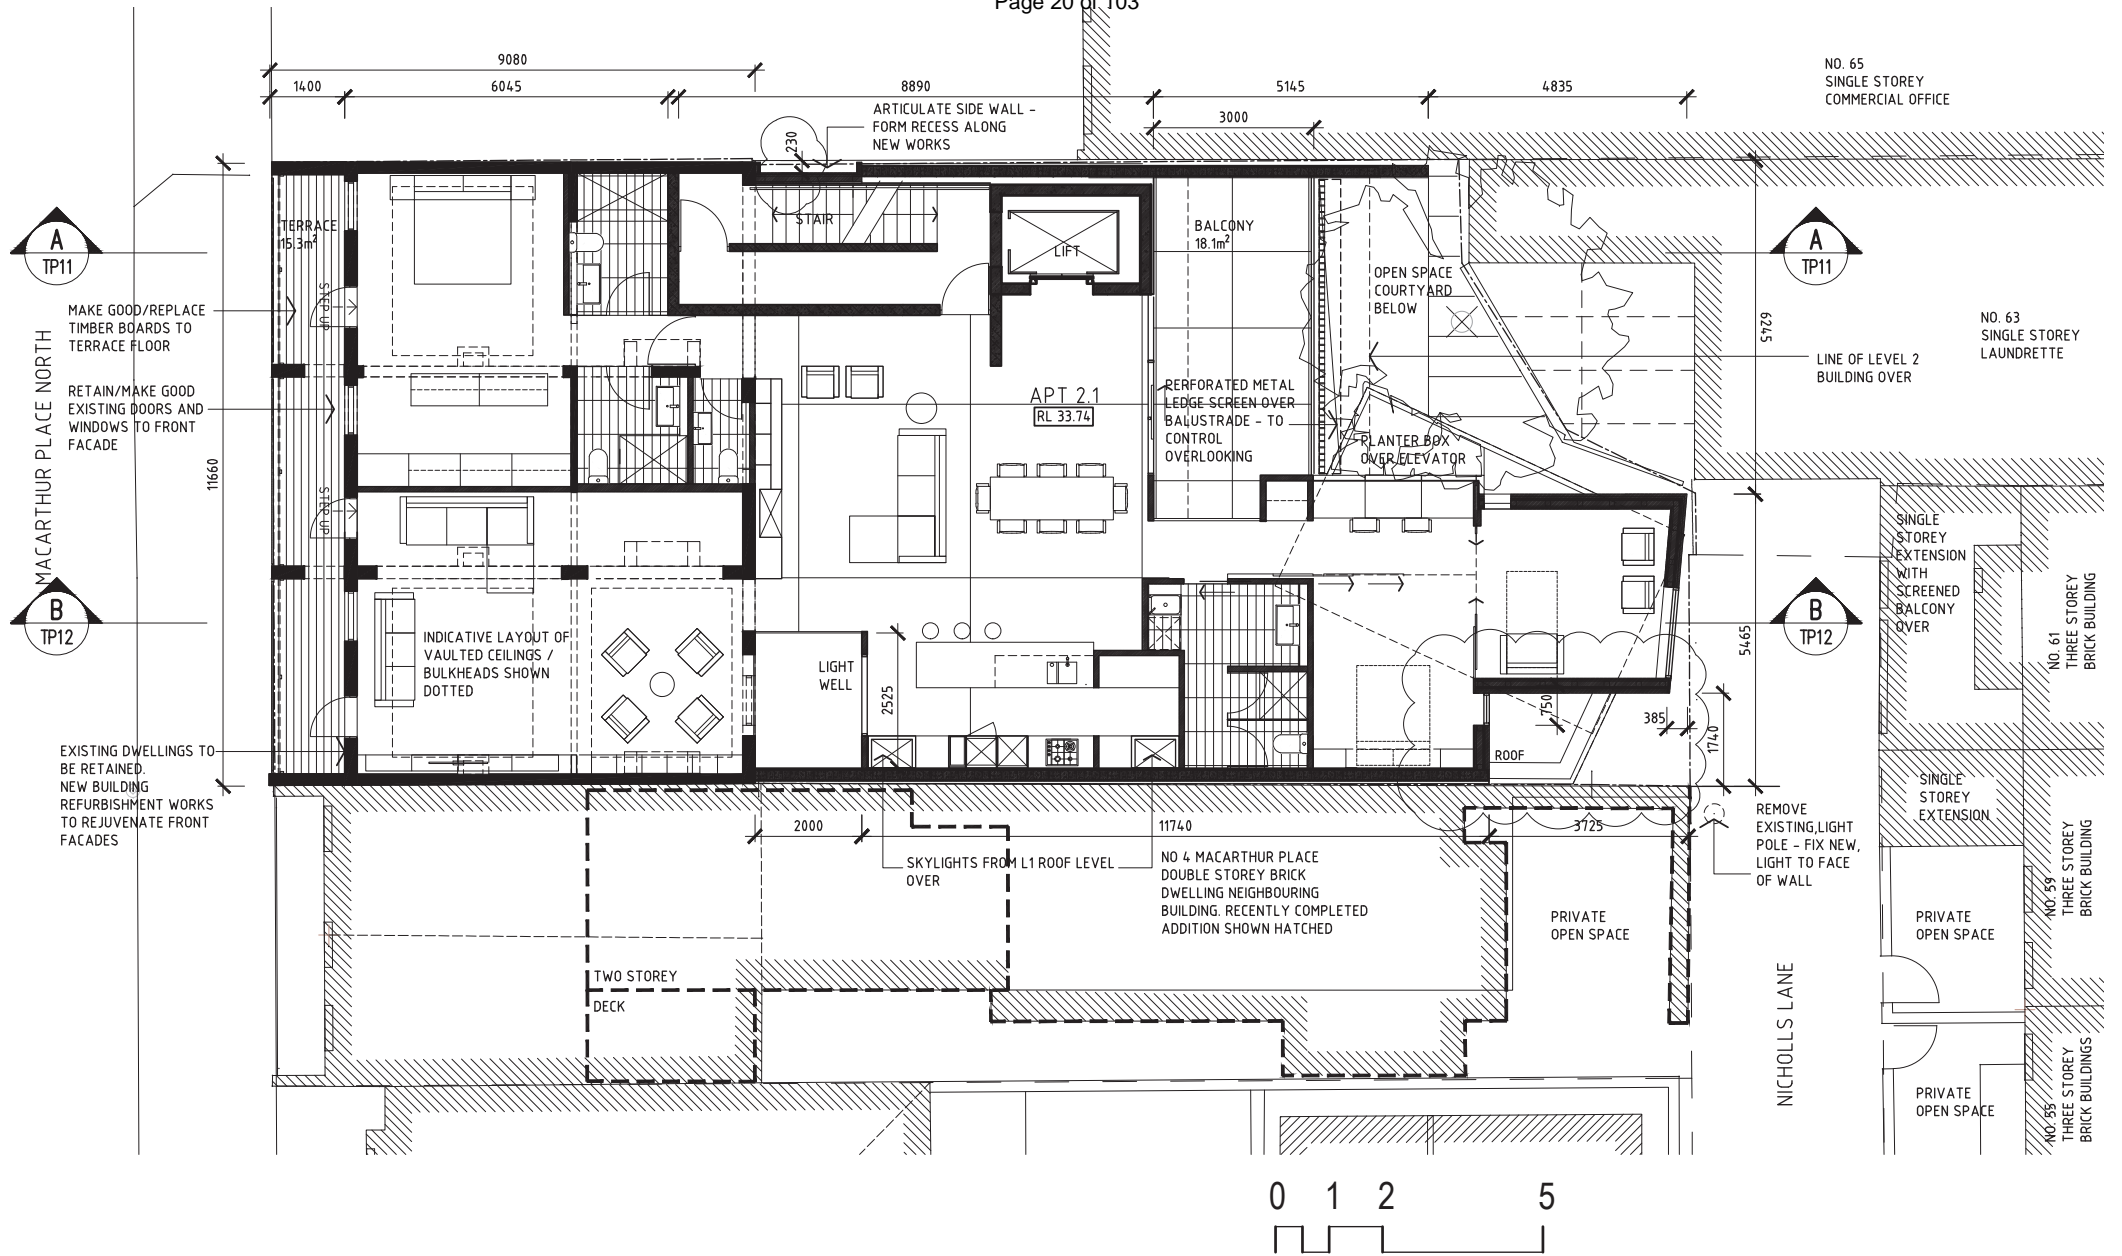 Page 20 of 103
9080
1400
6045
8890
5145
4835
3000
230
ARTICULATE SIDE WALL -
FORM RECESS ALONG
NEW WORKS
NO. 65
SINGLE STOREY
COMMERCIAL OFFICE
A
TP11
TERRACE
15.3m²
STAIR
LIFT
BALCONY
18.1m²
OPEN SPACE
COURTYARD
BELOW
A
TP11
MAKE GOOD/REPLACE
TIMBER BOARDS TO
TERRACE FLOOR
STEP UP
6245
NO. 63
SINGLE STOREY
LAUNDRETTE
LINE OF LEVEL 2
BUILDING OVER
MACARTHUR PLACE NORTH
RETAIN/MAKE GOOD
EXISTING DOORS AND
WINDOWS TO FRONT
FACADE
APT 2.1
RL 33.74
PERFORATED METAL
LEDGE SCREEN OVER
BALUSTRADE - TO
CONTROL
OVERLOOKING
PLANTER BOX
OVER ELEVATOR
11660
STEP UP
SINGLE
STOREY
EXTENSION
WITH
SCREENED
BALCONY
OVER
B
TP12
B
TP12
INDICATIVE LAYOUT OF
VAULTED CEILINGS /
BULKHEADS SHOWN
DOTTED
LIGHT
WELL
2525
5465
NO. 61
THREE STOREY
BRICK BUILDING
750
385
1740
ROOF
EXISTING DWELLINGS TO
BE RETAINED.
NEW BUILDING
REFURBISHMENT WORKS
TO REJUVENATE FRONT
FACADES
SINGLE
STOREY
EXTENSION
2000
11740
3725
REMOVE
EXISTING,LIGHT
POLE - FIX NEW,
LIGHT TO FACE
OF WALL
SKYLIGHTS FROM L1 ROOF LEVEL
OVER
NO 4 MACARTHUR PLACE
DOUBLE STOREY BRICK
DWELLING NEIGHBOURING
BUILDING. RECENTLY COMPLETED
ADDITION SHOWN HATCHED
PRIVATE
OPEN SPACE
PRIVATE
OPEN SPACE
NO. 59
THREE STOREY
BRICK BUILDING
TWO STOREY
DECK
NICHOLLS LANE
PRIVATE
OPEN SPACE
NO. 55
THREE STOREY
BRICK BUILDINGS
0 1 2 5